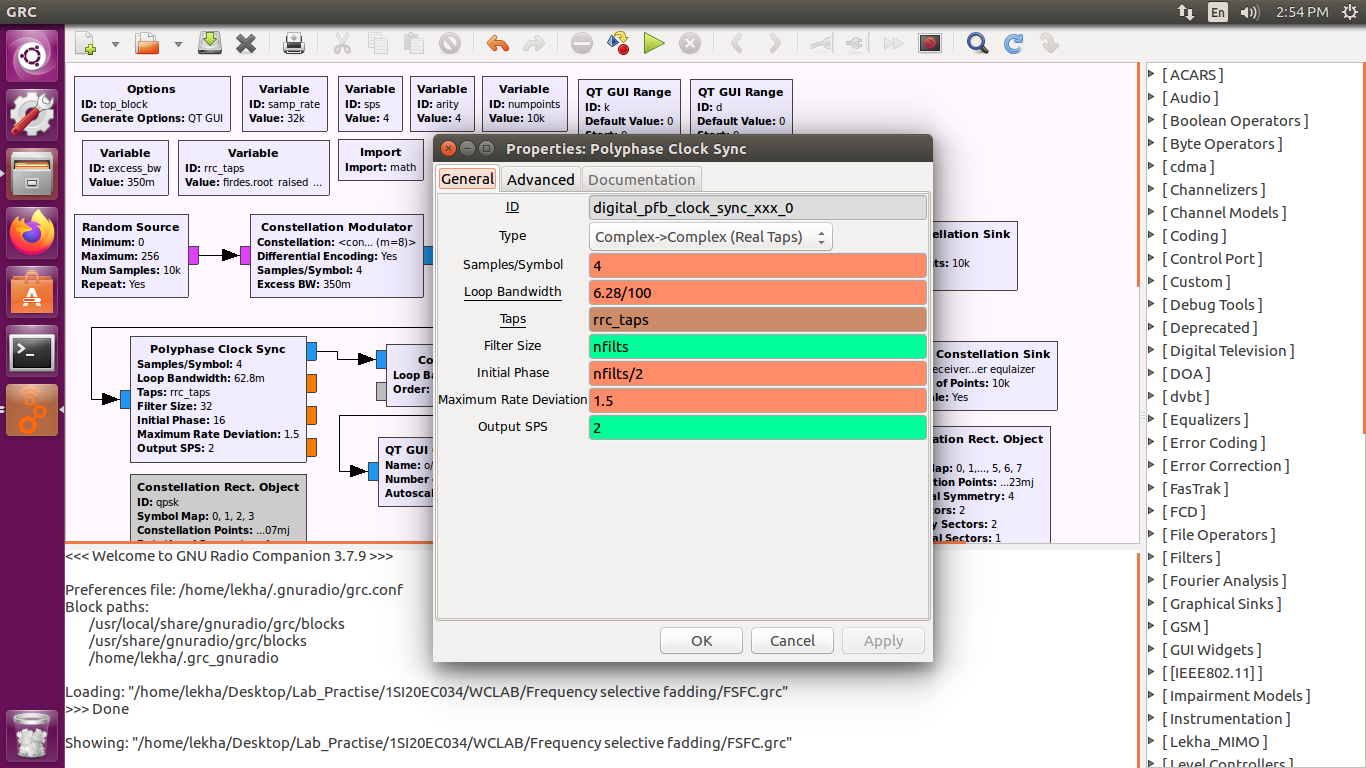 GRC
En
2:54 PM
Options
ID: top_block
Generate Options: QT GUI
Variable
ID: samp_rate
Value: 32k
Variable
ID: sps
Value: 4
Variable
ID: arity
Value: 4
Variable
ID: numpoints
Value: 10k
QT GUI Range
ID: k
Default Value: 0
QT GUI Range
ID: d
Default Value: 0
Variable
ID: excess_bw
Value: 350m
Variable
ID: rrc_taps
Value: firdes.root_raised_...
Import
Import: math
Random Source
Minimum: 0
Maximum: 256
Num Samples: 10k
Repeat: Yes
Constellation Modulator
Constellation: <con... (m=8)>
Differential Encoding: Yes
Samples/Symbol: 4
Excess BW: 350m
Polyphase Clock Sync
Samples/Symbol: 4
Loop Bandwidth: 62.8m
Taps: rrc_taps
Filter Size: 32
Initial Phase: 16
Maximum Rate Deviation: 1.5
Output SPS: 2
Co
Loop Ba
Order:
QT GUI
Name: o/
Number
Autoscal
Constellation Rect. Object
ID: qpsk
Symbol Map: 0, 1, 2, 3
Constellation Points: ...07mj
Properties: Polyphase Clock Sync
General
Advanced
Documentation
ID
digital_pfb_clock_sync_xxx_0
Type
Complex->Complex (Real Taps)
Samples/Symbol
4
Loop Bandwidth
6.28/100
Taps
rrc_taps
Filter Size
nfilts
Initial Phase
nfilts/2
Maximum Rate Deviation
1.5
Output SPS
2
OK
Cancel
Apply
ellation Sink
ts: 10k
Constellation Sink
eceiver...er equlaizer
of Points: 10k
ale: Yes
ation Rect. Object
Map: 0, 1,..., 5, 6, 7
tion Points: ...23mj
al Symmetry: 4
tors: 2
y Sectors: 2
al Sectors: 1
<<< Welcome to GNU Radio Companion 3.7.9 >>>
Preferences file: /home/lekha/.gnuradio/grc.conf
Block paths:
/usr/local/share/gnuradio/grc/blocks
/usr/share/gnuradio/grc/blocks
/home/lekha/.grc_gnuradio
Loading: "/home/lekha/Desktop/Lab_Practise/1SI20EC034/WCLAB/Frequency selective fadding/FSFC.grc"
>>> Done
Showing: "/home/lekha/Desktop/Lab_Practise/1SI20EC034/WCLAB/Frequency selective fadding/FSFC.grc"
[ ACARS ]
[ Audio ]
[ Boolean Operators ]
[ Byte Operators ]
[ cdma ]
[ Channelizers ]
[ Channel Models ]
[ Coding ]
[ Control Port ]
[ Custom ]
[ Debug Tools ]
[ Deprecated ]
[ Digital Television ]
[ DOA ]
[ dvbt ]
[ Equalizers ]
[ Error Coding ]
[ Error Correction ]
[ FasTrak ]
[ FCD ]
[ File Operators ]
[ Filters ]
[ Fourier Analysis ]
[ Graphical Sinks ]
[ GSM ]
[ GUI Widgets ]
[ [IEEE802.11] ]
[ Impairment Models ]
[ Instrumentation ]
[ Lekha_MIMO ]
[ Level Controllers ]